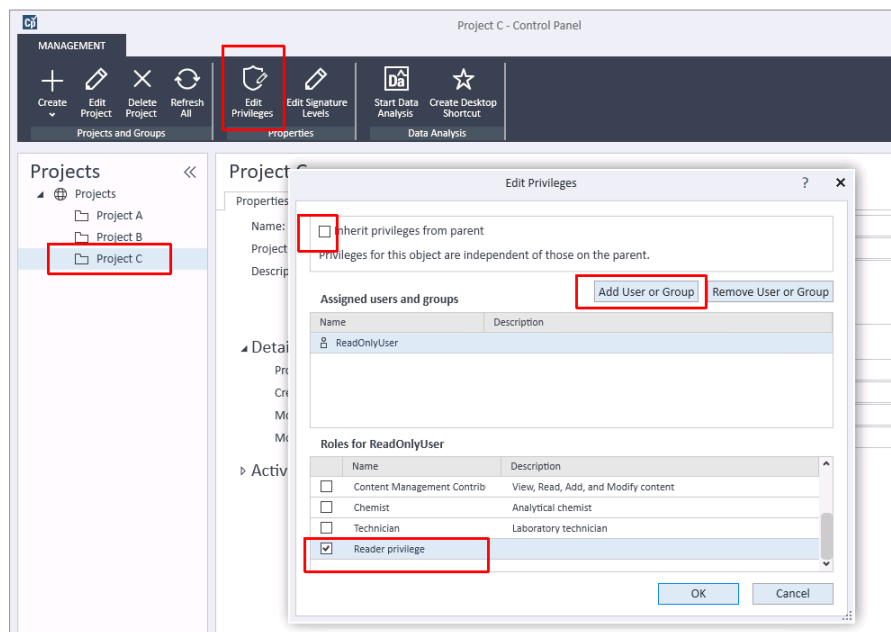 Cp
Project C - Control Panel
MANAGEMENT
Create
Edit Project
Delete Project
Refresh All
Edit Privileges
Edit Signature Levels
Start Data Analysis
Create Desktop Shortcut
Projects and Groups
Properties
Data Analysis
Projects
Projects
Project A
Project B
Project C
Project C
Properties
Name:
Project
Descrip
Detai
Pro
Cre
Mo
Mo
Activ
Edit Privileges
?
Inherit privileges from parent
Privileges for this object are independent of those on the parent.
Add User or Group
Remove User or Group
Assigned users and groups
Name Description
ReadOnlyUser
Roles for ReadOnlyUser
Name Description
Content Management Contrib View, Read, Add, and Modify content
Chemist Analytical chemist
Technician Laboratory technician
Reader privilege
OK
Cancel